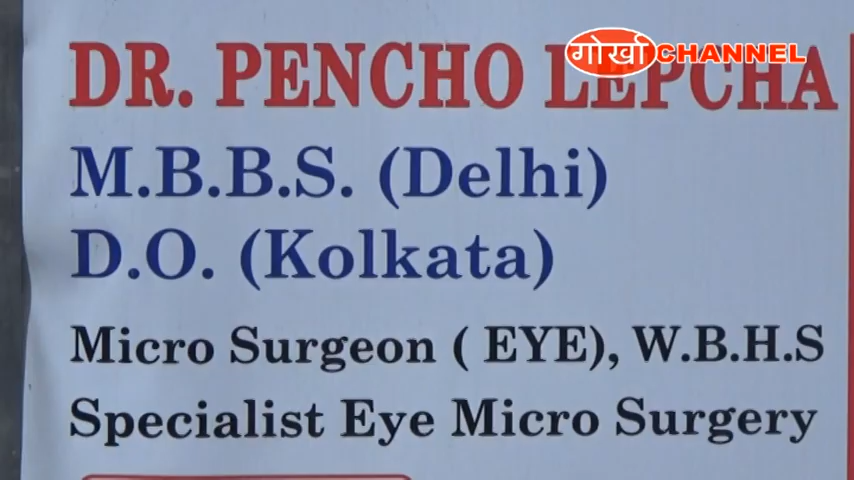 गोर्खा CHANNEL
DR. PENCHO LEPCHA
M.B.B.S. (Delhi)
D.O. (Kolkata)
Micro Surgeon ( EYE), W.B.H.S
Specialist Eye Micro Surgery